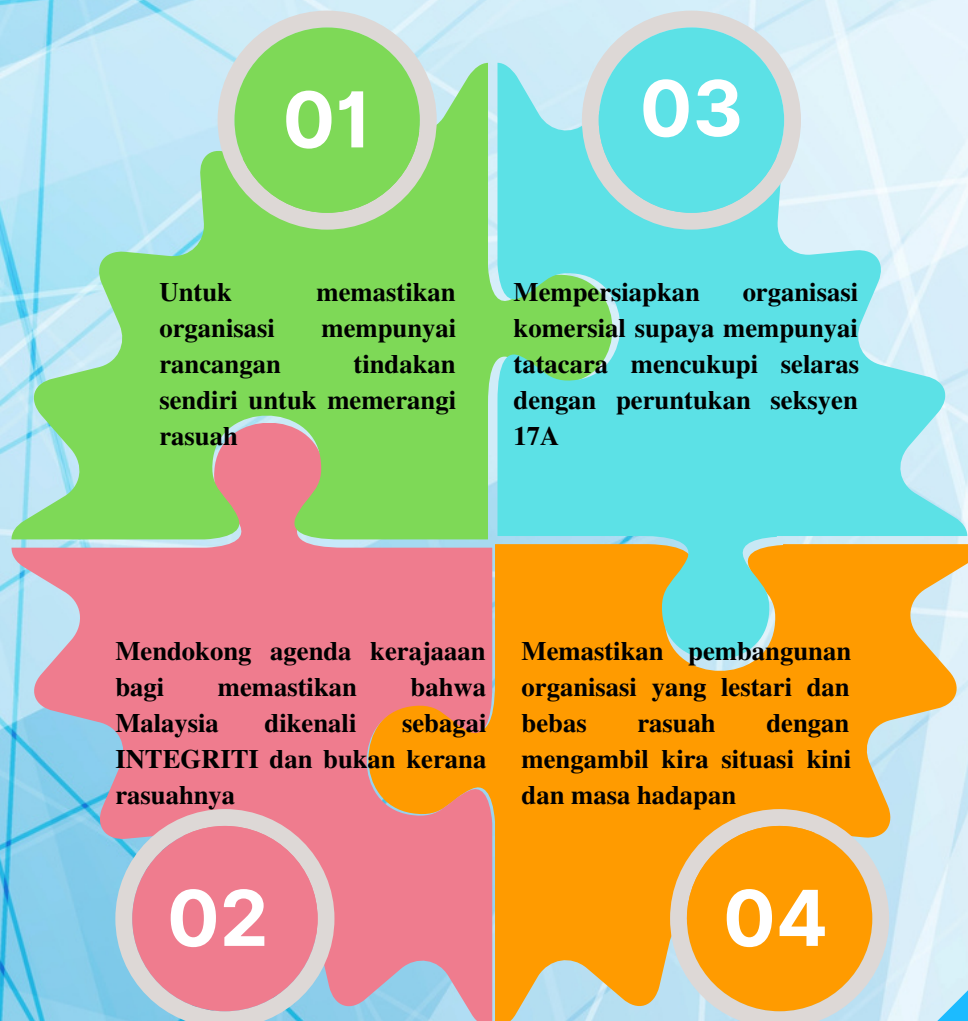 01
Untuk memastikan
organisasi mempunyai
rancangan tindakan
sendiri untuk memerangi
rasuah
02
Mendokong agenda kerajaaan
bagi memastikan bahwa
Malaysia dikenali sebagai
INTEGRITI dan bukan kerana
rasuahnya
03
Mempersiapkan organisasi
komersial supaya mempunyai
tatacara mencukupi selaras
dengan peruntukan seksyen
17A
04
Memastikan pembangunan
organisasi yang lestari dan
bebas rasuah dengan
mengambil kira situasi kini
dan masa hadapan